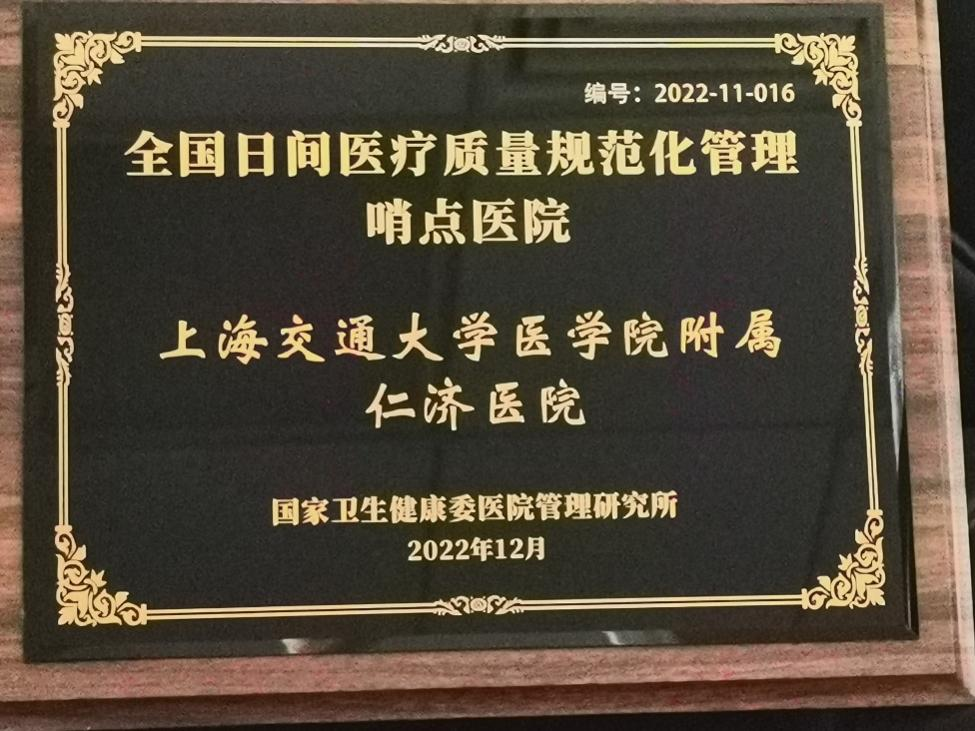 编号：2022-11-016
全国日间医疗质量规范化管理
哨点医院
上海交通大学医学院附属
仁济医院
国家卫生健康委医院管理研究所
2022年12月